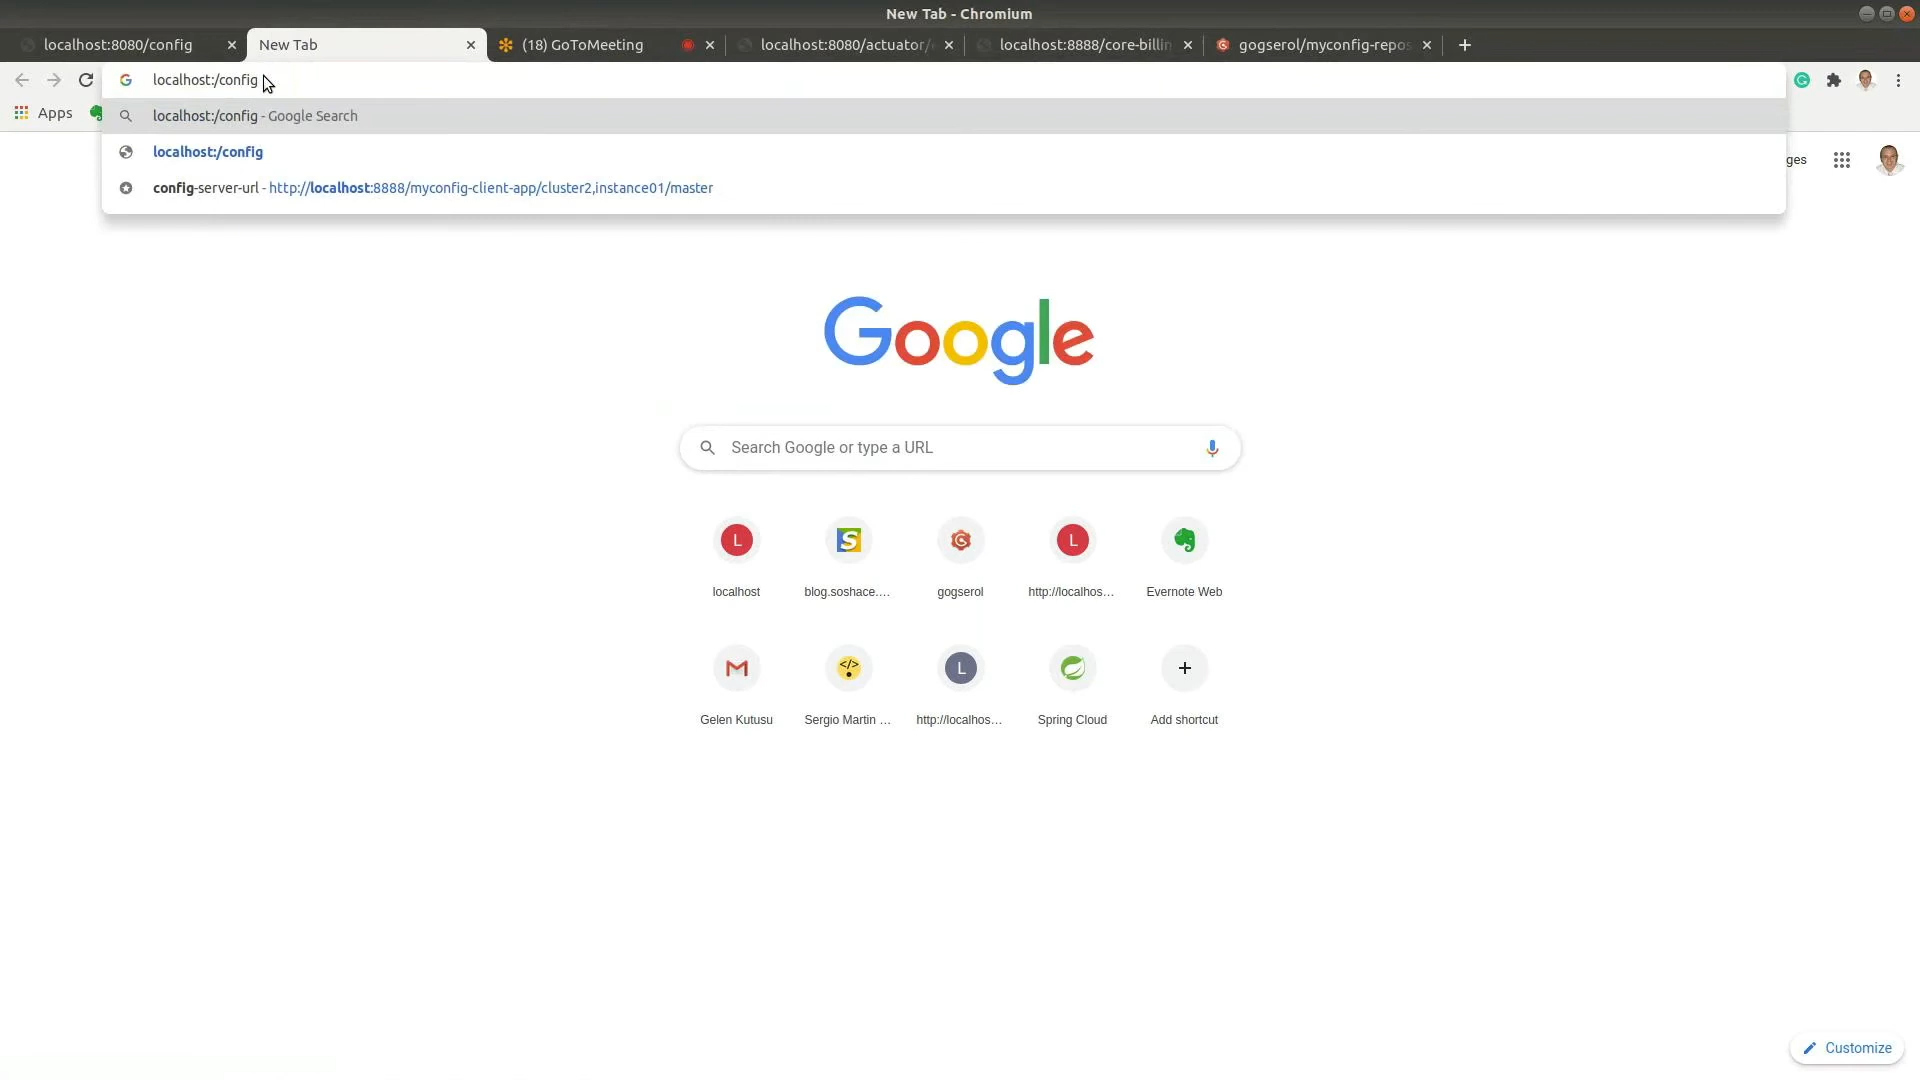 New Tab - Chromium
localhost:8080/config
New Tab
(18) GoToMeeting
localhost:8080/actuator/
localhost:8888/core-billin
gogserol/myconfig-repos
localhost:/config
Apps
localhost:/config - Google Search
localhost:/config
config-server-url - http://localhost:8888/myconfig-client-app/cluster2,instance01/master
ges
Google
Search Google or type a URL
L
S
L
localhost
blog.soshace....
gogserol
http://localhos...
Evernote Web
</>
L
Gelen Kutusu
Sergio Martin ...
http://localhos...
Spring Cloud
Add shortcut
Customize